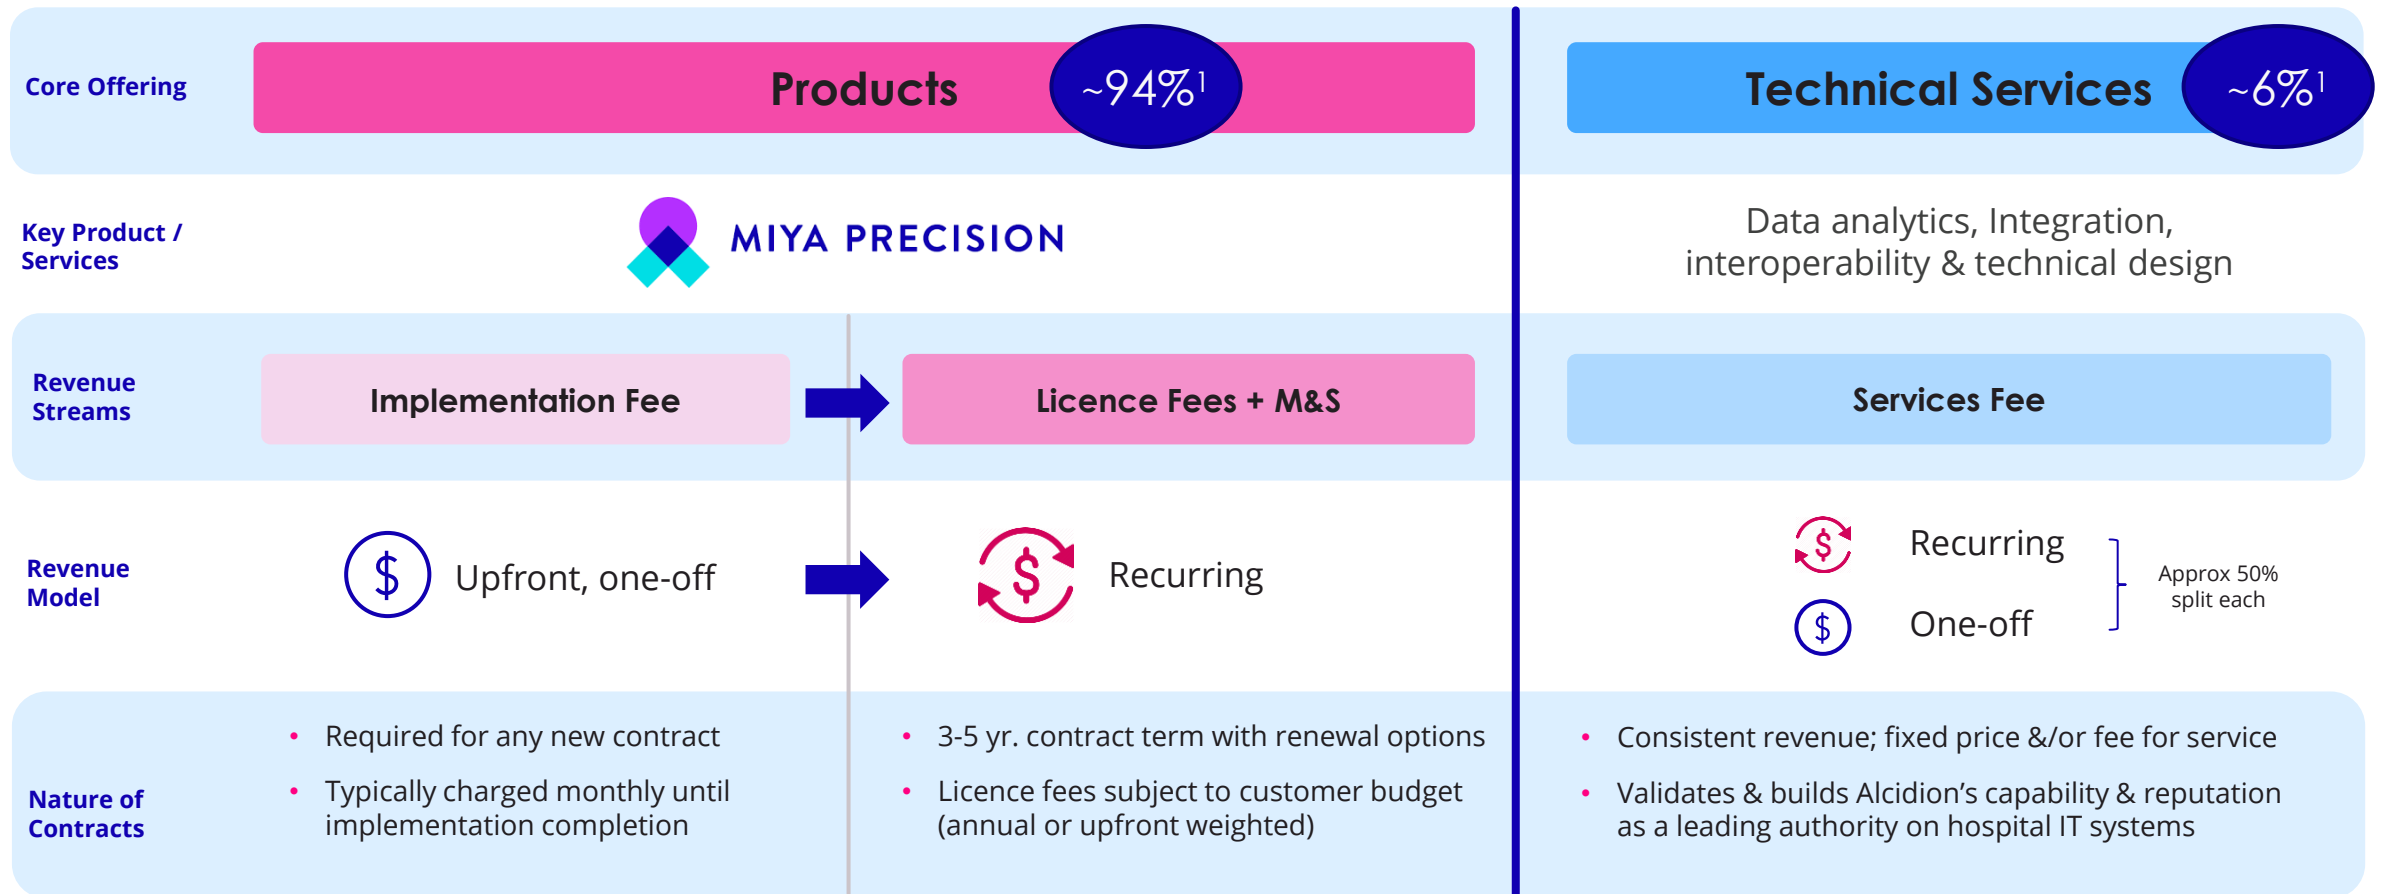 Core Offering
Products
~94%1
Technical Services
~6%1
Key Product /
Services
MIYA PRECISION
Data analytics, Integration,
interoperability & technical design
Revenue
Streams
Implementation Fee
Licence Fees + M&S
Services Fee
Revenue
Model
$
Upfront, one-off
$
Recurring
$
Recurring
$
One-off
Approx 50%
split each
Nature of
Contracts
• Required for any new contract
• Typically charged monthly until
implementation completion
• 3-5 yr. contract term with renewal options
• Licence fees subject to customer budget
(annual or upfront weighted)
• Consistent revenue; fixed price &/or fee for service
• Validates & builds Alcidion’s capability & reputation
as a leading authority on hospital IT systems